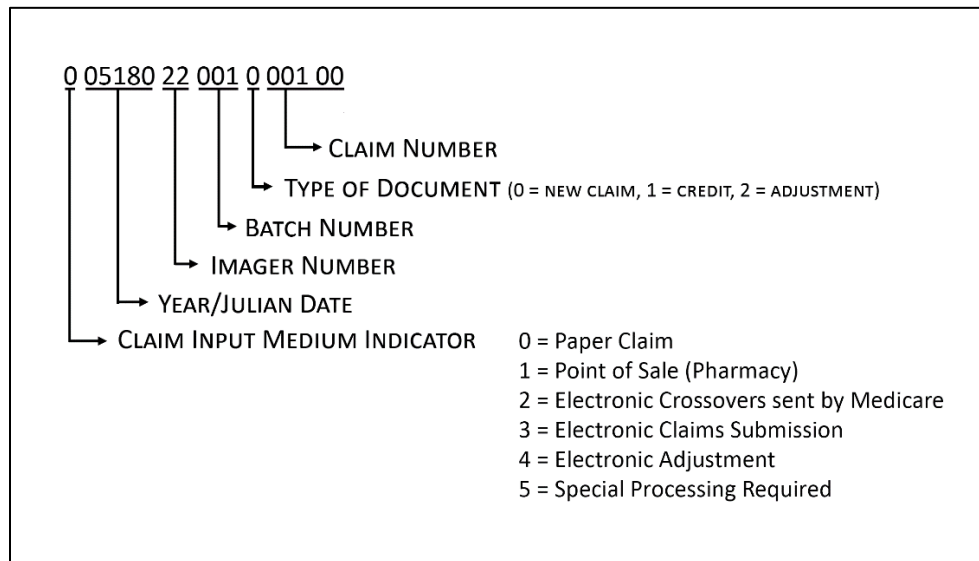 0 05180 22 001 0 001 00
CLAIM NUMBER
TYPE OF DOCUMENT (0 = NEW CLAIM, 1 = CREDIT, 2 = ADJUSTMENT)
BATCH NUMBER
IMAGER NUMBER
YEAR/JULIAN DATE
CLAIM INPUT MEDIUM INDICATOR
0 = Paper Claim
1 = Point of Sale (Pharmacy)
2 = Electronic Crossovers sent by Medicare
3 = Electronic Claims Submission
4 = Electronic Adjustment
5 = Special Processing Required